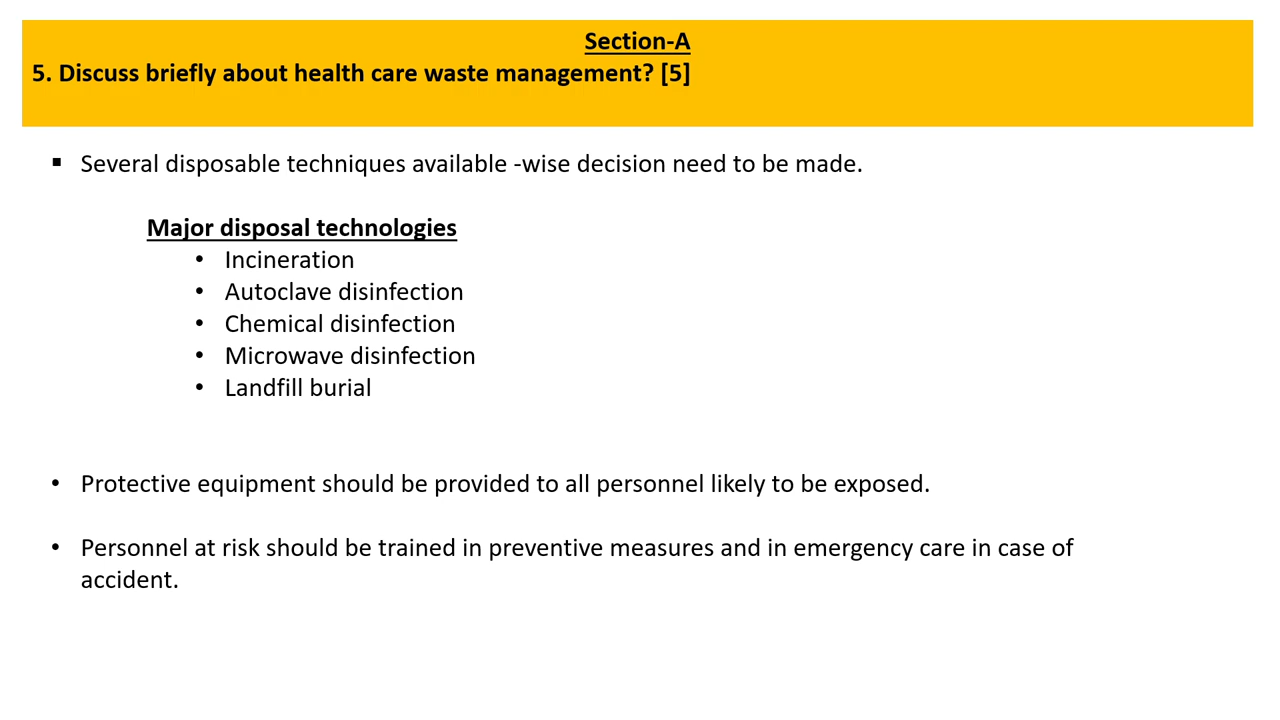 Section-A
5. Discuss briefly about health care waste management? [5]
▪ Several disposable techniques available -wise decision need to be made.
Major disposal technologies
• Incineration
• Autoclave disinfection
• Chemical disinfection
• Microwave disinfection
• Landfill burial
• Protective equipment should be provided to all personnel likely to be exposed.
• Personnel at risk should be trained in preventive measures and in emergency care in case of
accident.